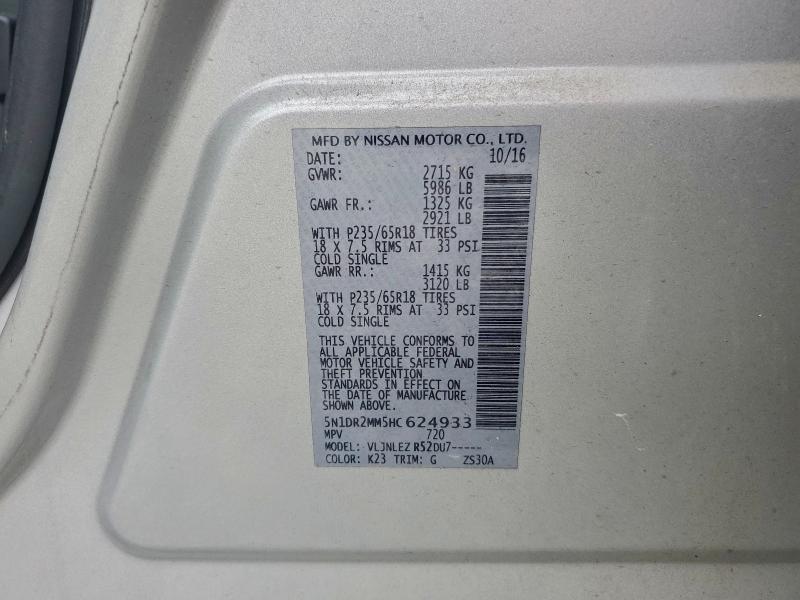 MFD BY NISSAN MOTOR CO., LTD.
DATE: 10/16
GVWR: 2715 KG
5986 LB
GAWR FR.: 1325 KG
2921 LB
WITH P235/65R18 TIRES
18 X 7.5 RIMS AT 33 PSI
COLD SINGLE
GAWR RR.: 1415 KG
3120 LB
WITH P235/65R18 TIRES
18 X 7.5 RIMS AT 33 PSI
COLD SINGLE
THIS VEHICLE CONFORMS TO
ALL APPLICABLE FEDERAL
MOTOR VEHICLE SAFETY AND
THEFT PREVENTION
STANDARDS IN EFFECT ON
THE DATE OF MANUFACTURE
SHOWN ABOVE.
5N1DR2MM5HC624933
MPV 720
MODEL: VLJNLEZ R52DU7-----
COLOR: K23 TRIM: G ZS30A